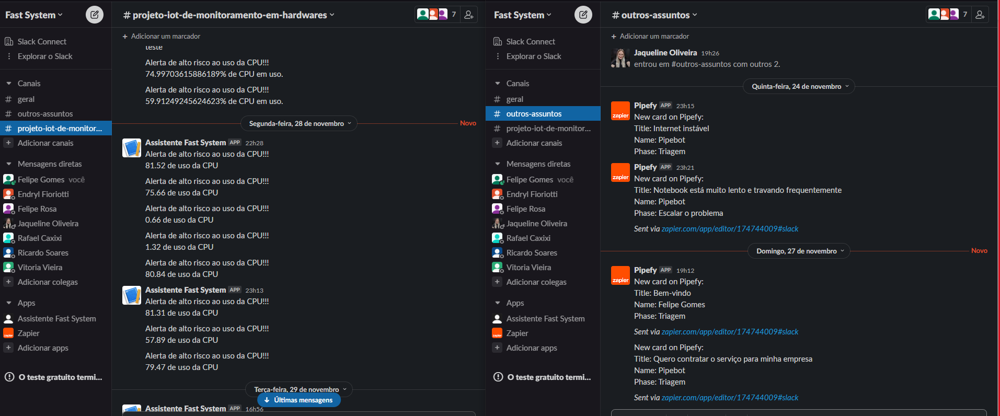 Fast System
Slack Connect
Explorar o Slack
Canais
# geral
# outros-assuntos
# projeto-iot-de-monitor...
+ Adicionar canais
Mensagens diretas
Felipe Gomes você
Endryl Fioriotti
Felipe Rosa
Jaqueline Oliveira
Rafael Caxixi
Ricardo Soares
Vitoria Vieira
+ Adicionar colegas
Apps
Assistente Fast System
Zapier
+ Adicionar apps
O teste gratuito termi...
# projeto-iot-de-monitoramento-em-hardwares
7
+ Adicionar um marcador
teste
Alerta de alto risco ao uso da CPU!!!
74.99703615886189% de CPU em uso.
Alerta de alto risco ao uso da CPU!!!
59.91249245624623% de CPU em uso.
Segunda-feira, 28 de novembro
Novo
Assistente Fast System APP 22h28
Alerta de alto risco ao uso da CPU!!!
81.52 de uso da CPU
Alerta de alto risco ao uso da CPU!!!
75.66 de uso da CPU
Alerta de alto risco ao uso da CPU!!!
0.66 de uso da CPU
Alerta de alto risco ao uso da CPU!!!
1.32 de uso da CPU
Alerta de alto risco ao uso da CPU!!!
80.84 de uso da CPU
Assistente Fast System APP 23h13
Alerta de alto risco ao uso da CPU!!!
81.31 de uso da CPU
Alerta de alto risco ao uso da CPU!!!
57.89 de uso da CPU
Alerta de alto risco ao uso da CPU!!!
79.47 de uso da CPU
Terça-feira, 29 de novembro
Últimas mensagens
Assistente Fast System APP 16h56
Fast System
Slack Connect
Explorar o Slack
Canais
# geral
# outros-assuntos
# projeto-iot-de-monitor...
+ Adicionar canais
Mensagens diretas
Felipe Gomes você
Endryl Fioriotti
Felipe Rosa
Jaqueline Oliveira
Rafael Caxixi
Ricardo Soares
Vitoria Vieira
+ Adicionar colegas
Apps
Assistente Fast System
zapier Zapier
+ Adicionar apps
O teste gratuito termi...
# outros-assuntos
7
+ Adicionar um marcador
Jaqueline Oliveira 19h26
entrou em #outros-assuntos com outros 2.
Quinta-feira, 24 de novembro
zapier
Pipefy APP 23h15
New card on Pipefy:
Title: Internet instável
Name: Pipebot
Phase: Triagem
zapier
Pipefy APP 23h21
New card on Pipefy:
Title: Notebook está muito lento e travando frequentemente
Name: Pipebot
Phase: Escalar o problema
Sent via zapier.com/app/editor/174744009#slack
Domingo, 27 de novembro
Novo
zapier
Pipefy APP 19h12
New card on Pipefy:
Title: Bem-vindo
Name: Felipe Gomes
Phase: Triagem
Sent via zapier.com/app/editor/174744009#slack
New card on Pipefy:
Title: Quero contratar o serviço para minha empresa
Name: Pipebot
Phase: Triagem
Sent via zapier.com/app/editor/174744009#slack